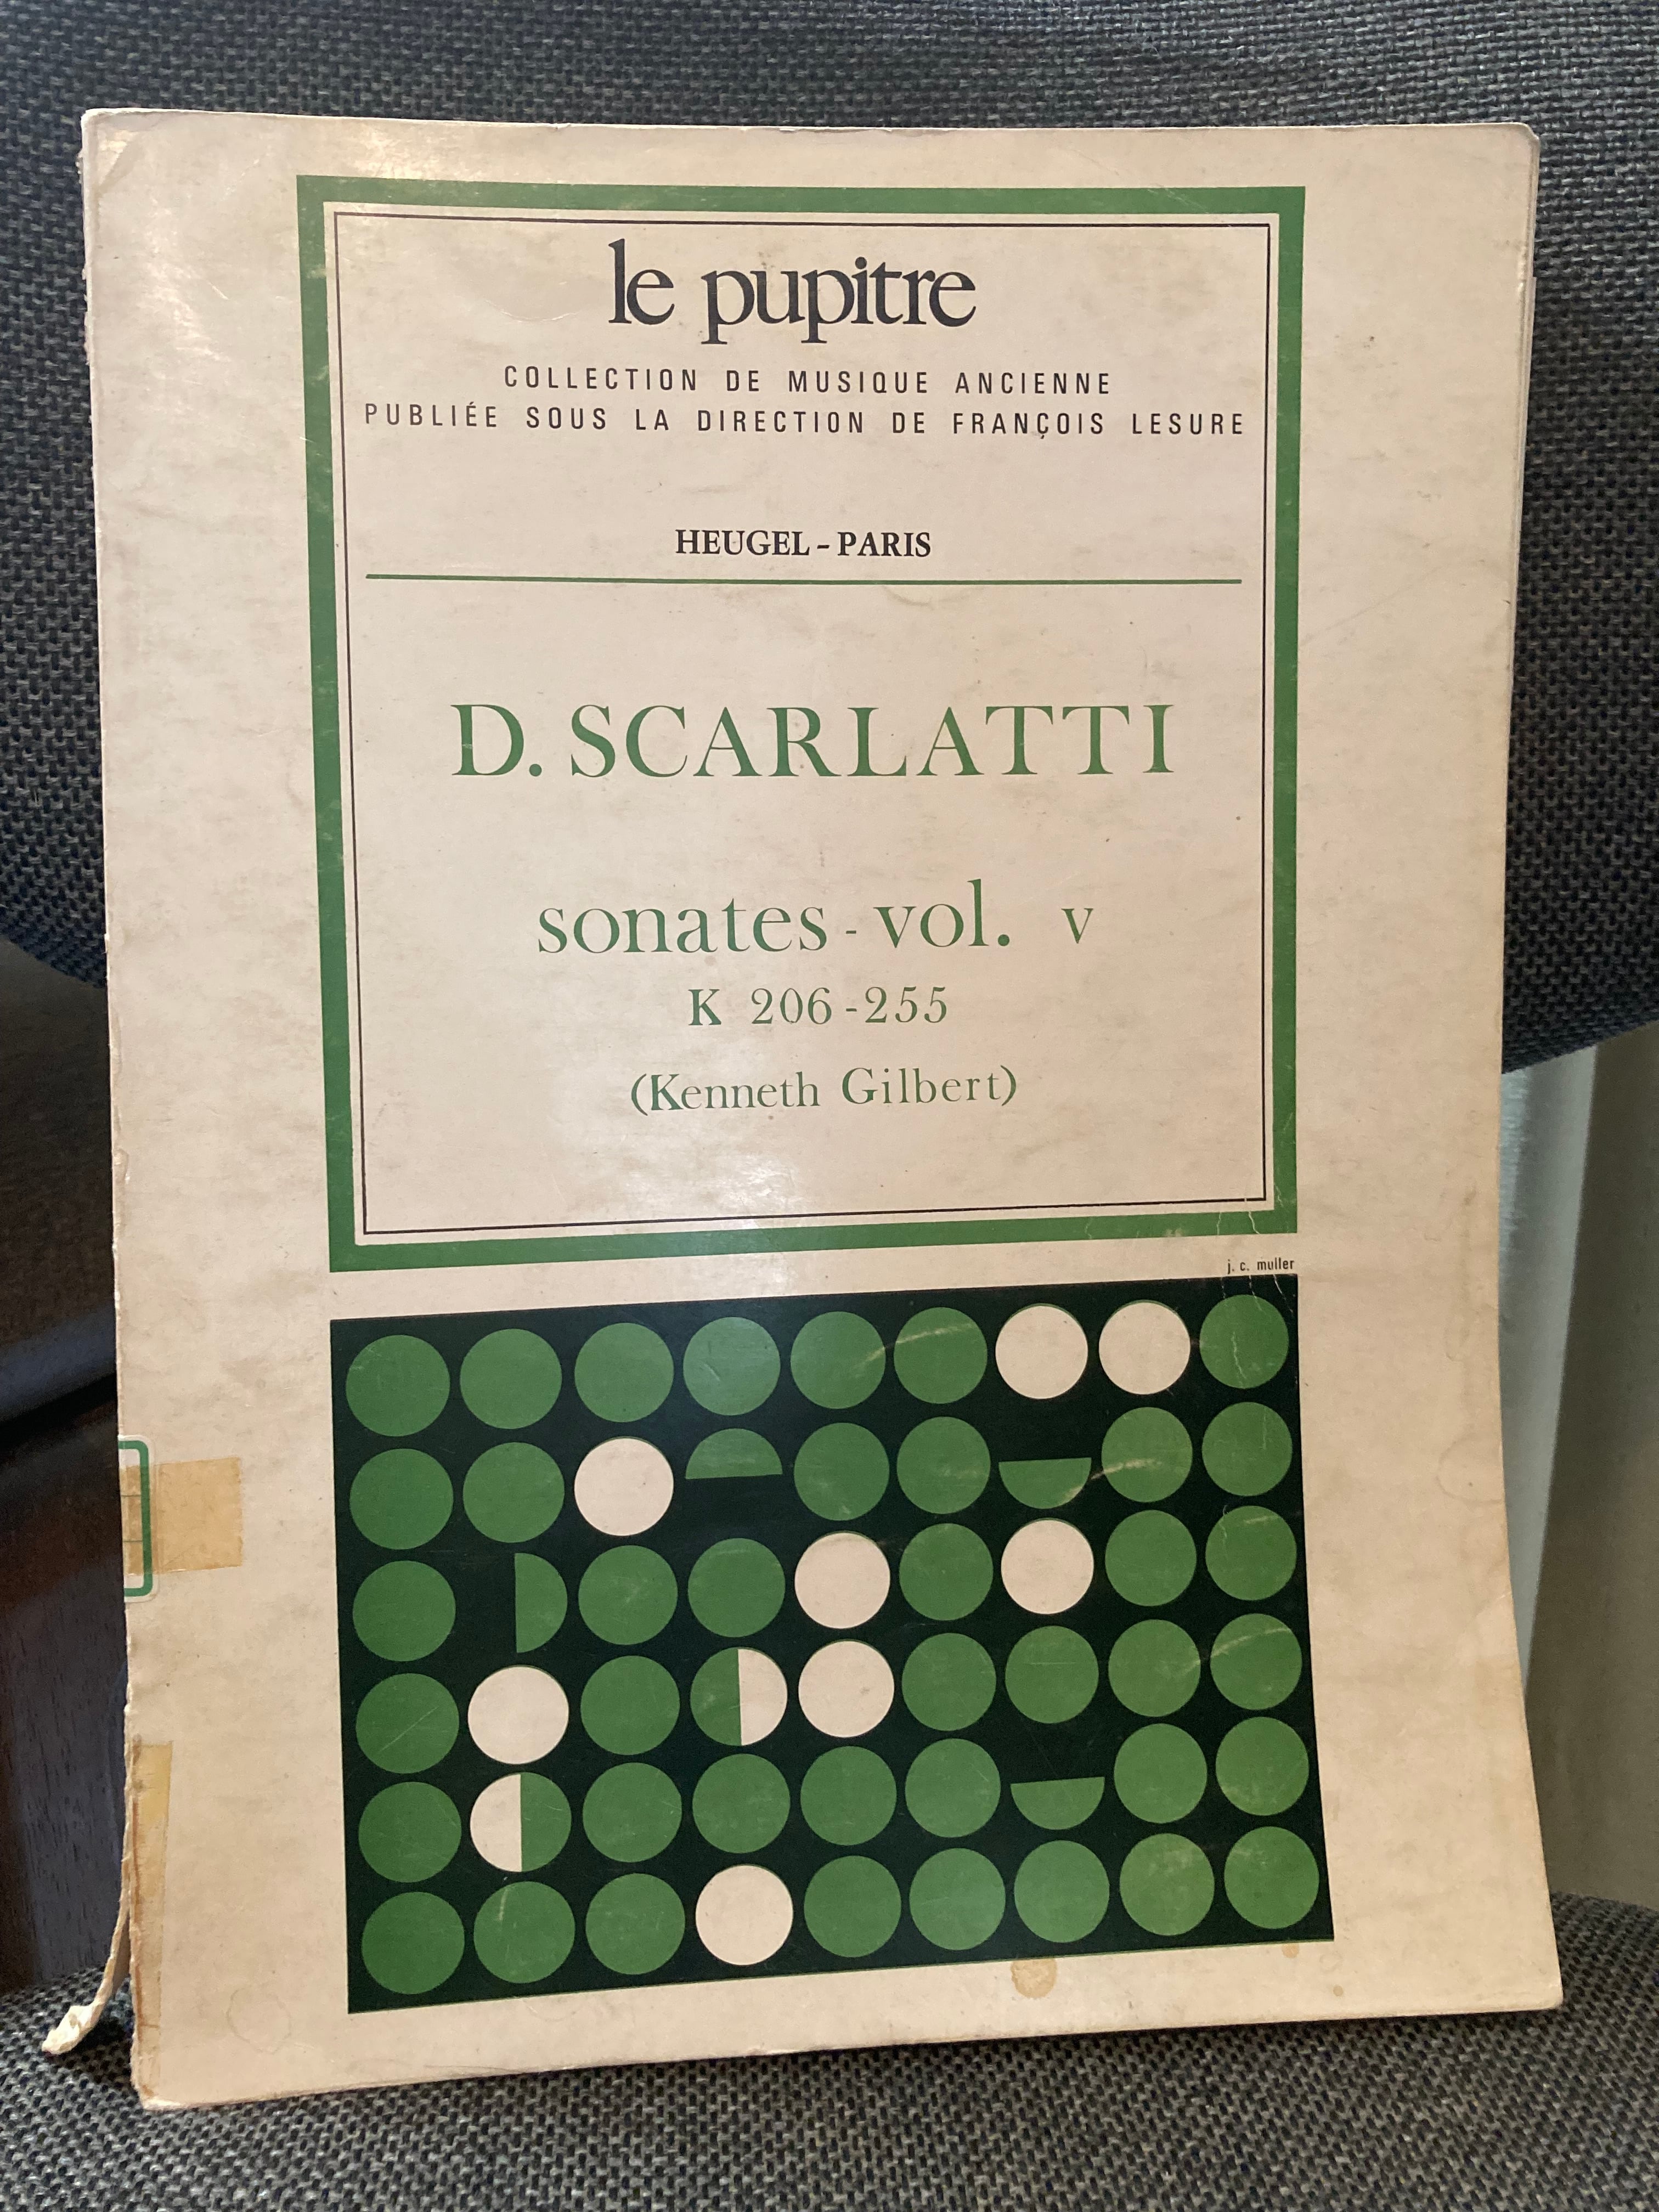 le pupitre
COLLECTION DE MUSIQUE ANCIENNE
PUBLIÉE SOUS LA DIRECTION DE FRANÇOIS LESURE
HEUGEL - PARIS
D. SCARLATTI
sonates - vol. v
K 206 - 255
(Kenneth Gilbert)
j. c. muller